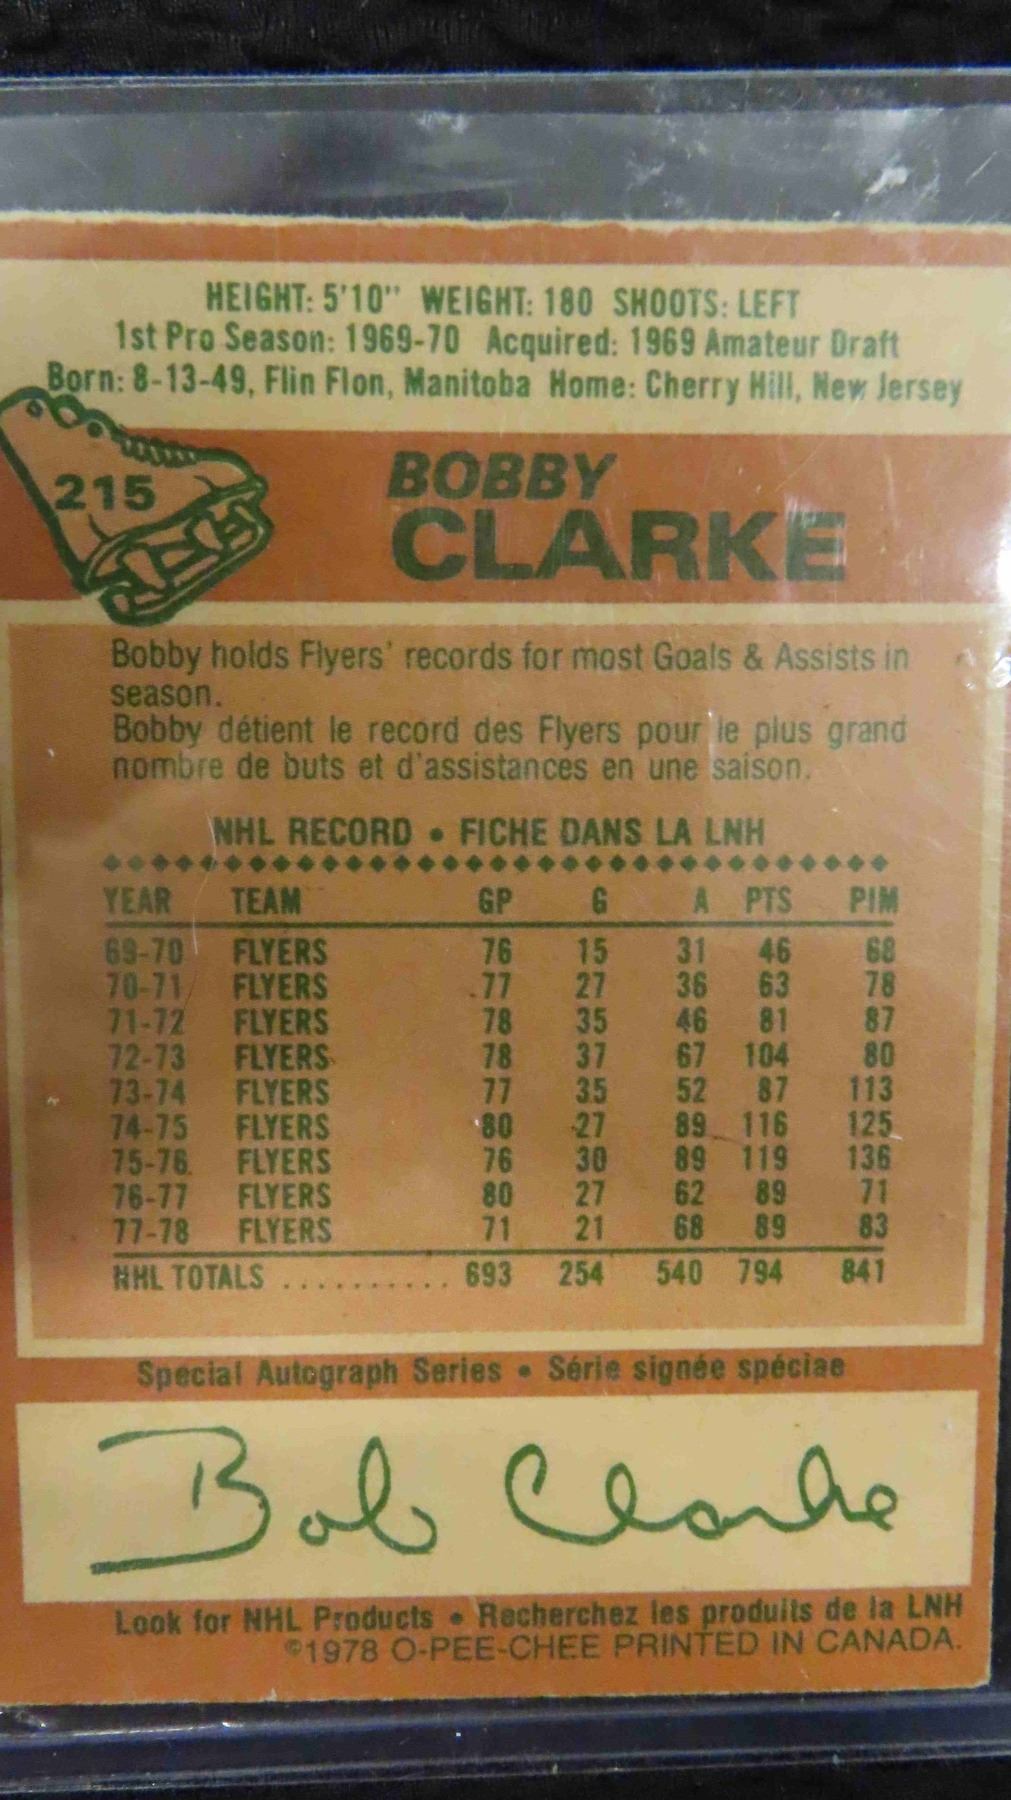 HEIGHT: 5'10" WEIGHT: 180 SHOOTS: LEFT
1st Pro Season: 1969-70 Acquired: 1969 Amateur Draft
Born: 8-13-49, Flin Flon, Manitoba Home: Cherry Hill, New Jersey
215
BOBBY
CLARKE
Bobby holds Flyers' records for most Goals & Assists in
season.
Bobby détient le record des Flyers pour le plus grand
nombre de buts et d'assistances en une saison.
NHL RECORD • FICHE DANS LA LNH
YEAR TEAM GP G A PTS PIM
69-70 FLYERS 76 15 31 46 68
70-71 FLYERS 77 27 36 63 78
71-72 FLYERS 78 35 46 81 87
72-73 FLYERS 78 37 67 104 80
73-74 FLYERS 77 35 52 87 113
74-75 FLYERS 80 27 89 116 125
75-76 FLYERS 76 30 89 119 136
76-77 FLYERS 80 27 62 89 71
77-78 FLYERS 71 21 68 89 83
NHL TOTALS .......... 693 254 540 794 841
Special Autograph Series • Série signée spéciae
Bob Clarke
Look for NHL Products • Recherchez les produits de la LNH
©1978 O-PEE-CHEE PRINTED IN CANADA.